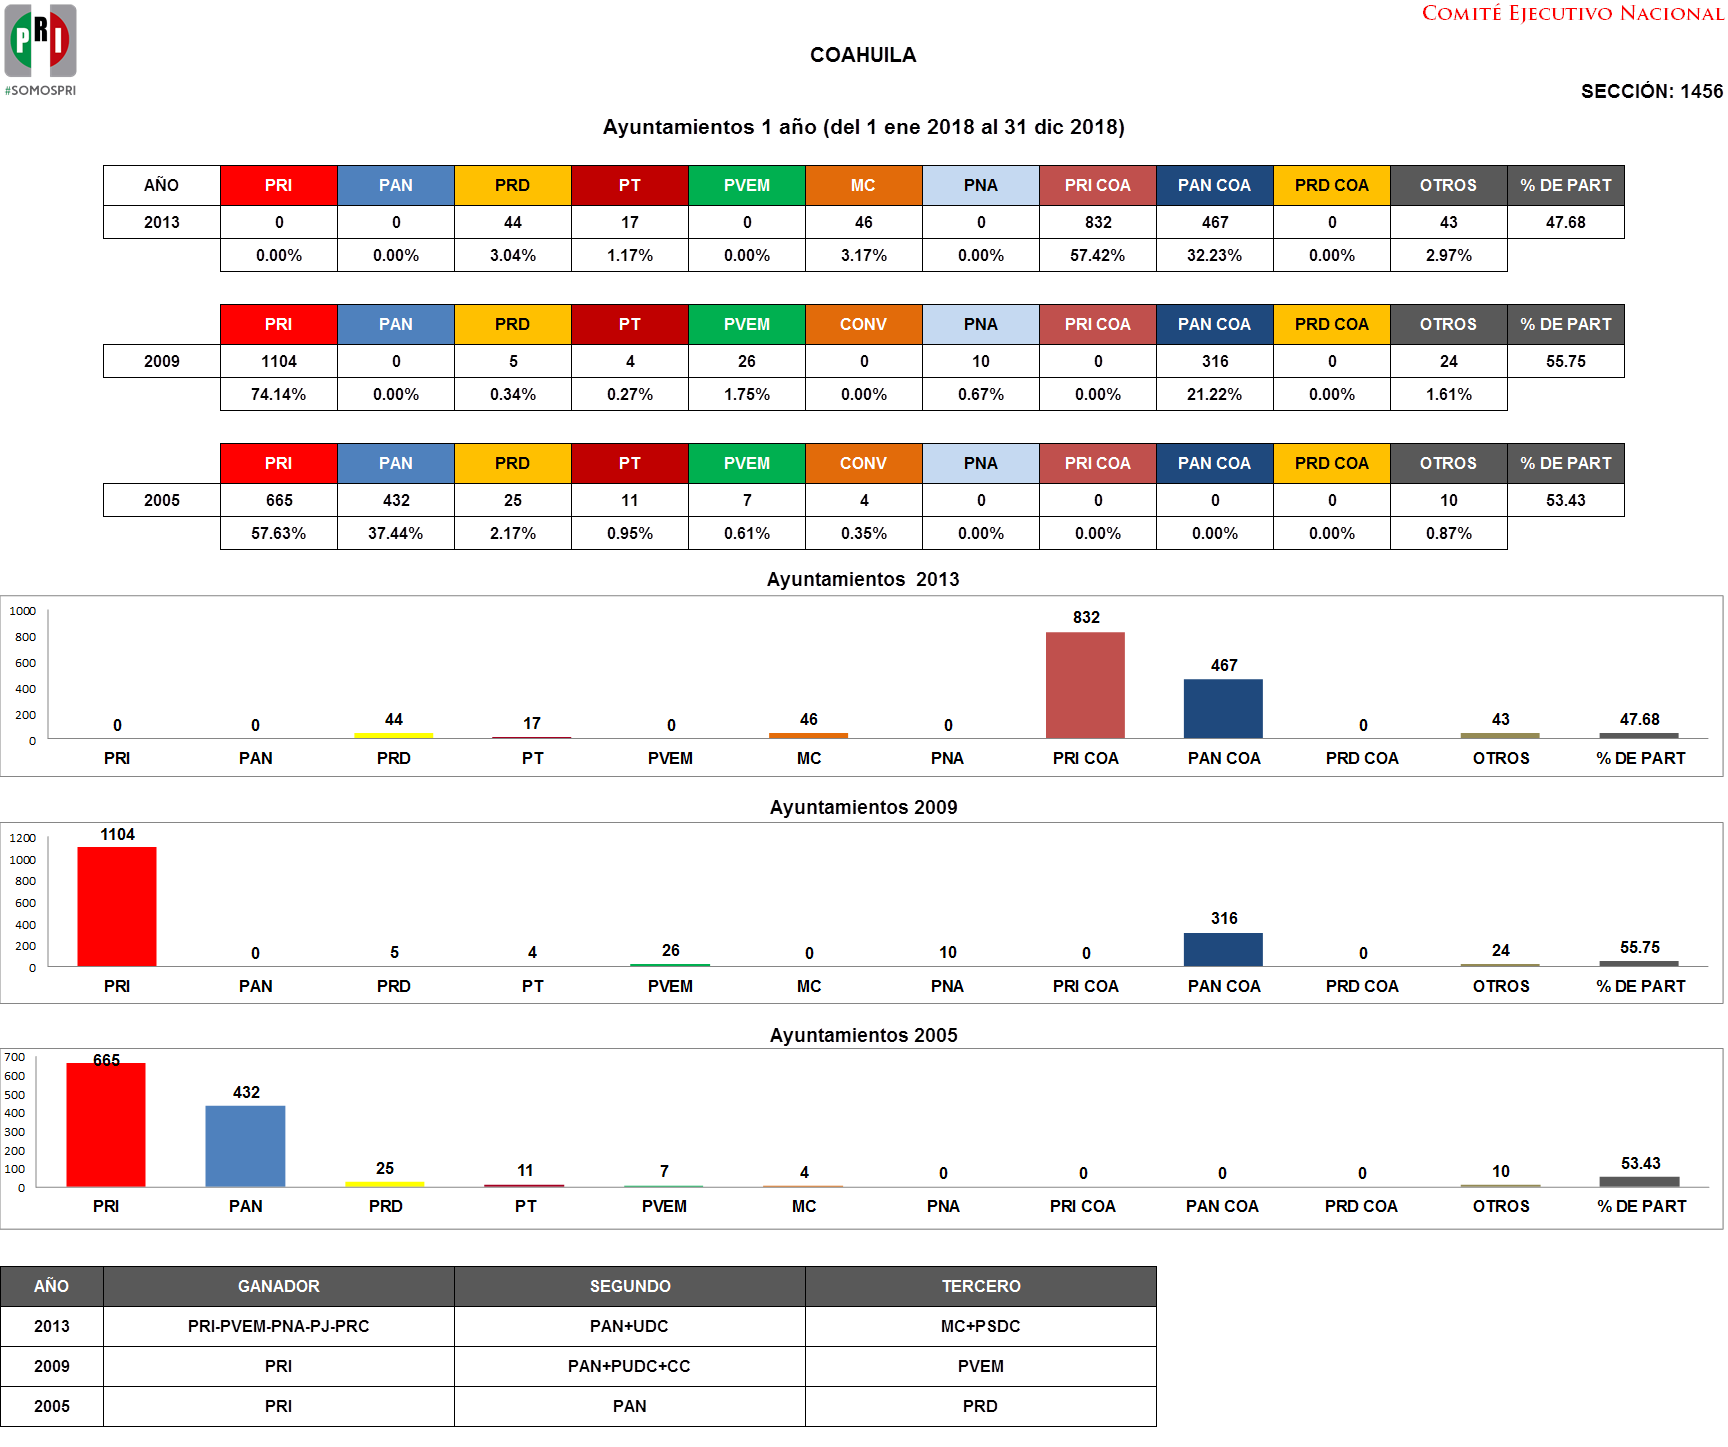 PRI
#SOMOSPRI
COMITÉ EJECUTIVO NACIONAL
COAHUILA
SECCIÓN: 1456
Ayuntamientos 1 año (del 1 ene 2018 al 31 dic 2018)
AÑO PRI PAN PRD PT PVEM MC PNA PRI COA PAN COA PRD COA OTROS % DE PART
2013 0 0 44 17 0 46 0 832 467 0 43 47.68
0.00% 0.00% 3.04% 1.17% 0.00% 3.17% 0.00% 57.42% 32.23% 0.00% 2.97%
PRI PAN PRD PT PVEM CONV PNA PRI COA PAN COA PRD COA OTROS % DE PART
2009 1104 0 5 4 26 0 10 0 316 0 24 55.75
74.14% 0.00% 0.34% 0.27% 1.75% 0.00% 0.67% 0.00% 21.22% 0.00% 1.61%
PRI PAN PRD PT PVEM CONV PNA PRI COA PAN COA PRD COA OTROS % DE PART
2005 665 432 25 11 7 4 0 0 0 0 10 53.43
57.63% 37.44% 2.17% 0.95% 0.61% 0.35% 0.00% 0.00% 0.00% 0.00% 0.87%
Ayuntamientos 2013
1000
800
600
400
200
0
0 0 44 17 0 46 0 832 467 0 43 47.68
PRI PAN PRD PT PVEM MC PNA PRI COA PAN COA PRD COA OTROS % DE PART
Ayuntamientos 2009
1200
1000
800
600
400
200
0
1104 0 5 4 26 0 10 0 316 0 24 55.75
PRI PAN PRD PT PVEM MC PNA PRI COA PAN COA PRD COA OTROS % DE PART
Ayuntamientos 2005
700
600
500
400
300
200
100
0
665 432 25 11 7 4 0 0 0 0 10 53.43
PRI PAN PRD PT PVEM MC PNA PRI COA PAN COA PRD COA OTROS % DE PART
AÑO GANADOR SEGUNDO TERCERO
2013 PRI-PVEM-PNA-PJ-PRC PAN+UDC MC+PSDC
2009 PRI PAN+PUDC+CC PVEM
2005 PRI PAN PRD